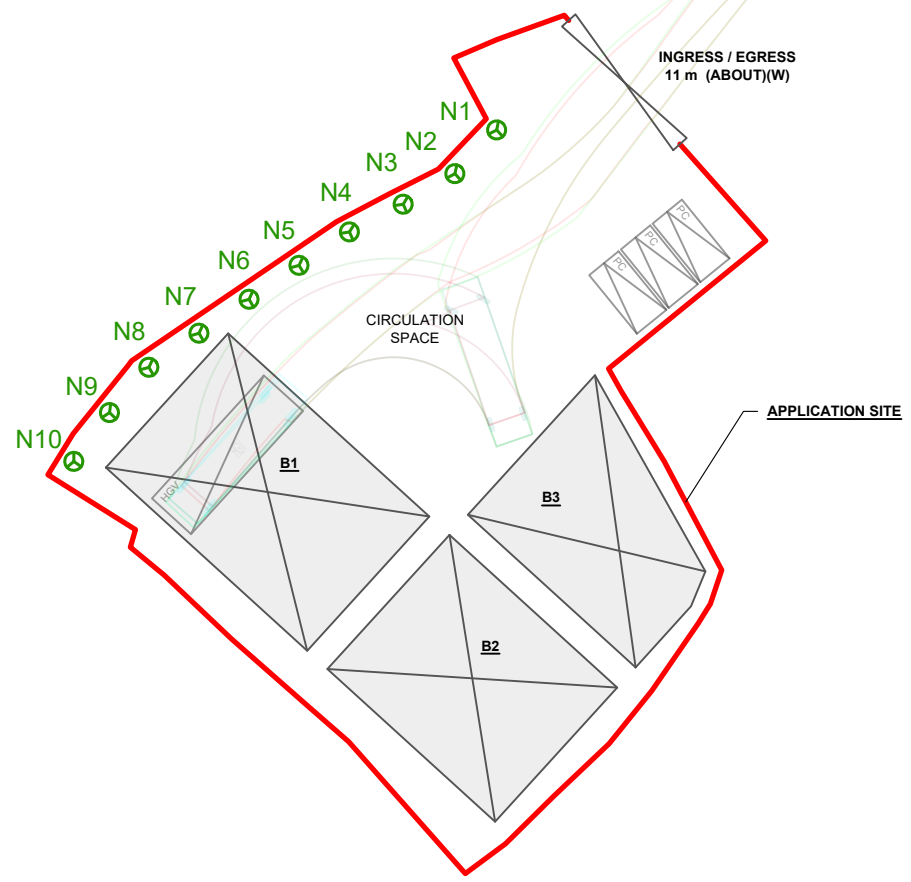 INGRESS / EGRESS
11 m (ABOUT)(W)
N1
N2
N3
N4
N5
N6
N7
N8
N9
N10
PC
PC
PC
CIRCULATION
SPACE
APPLICATION SITE
B1
HGV
B3
B2